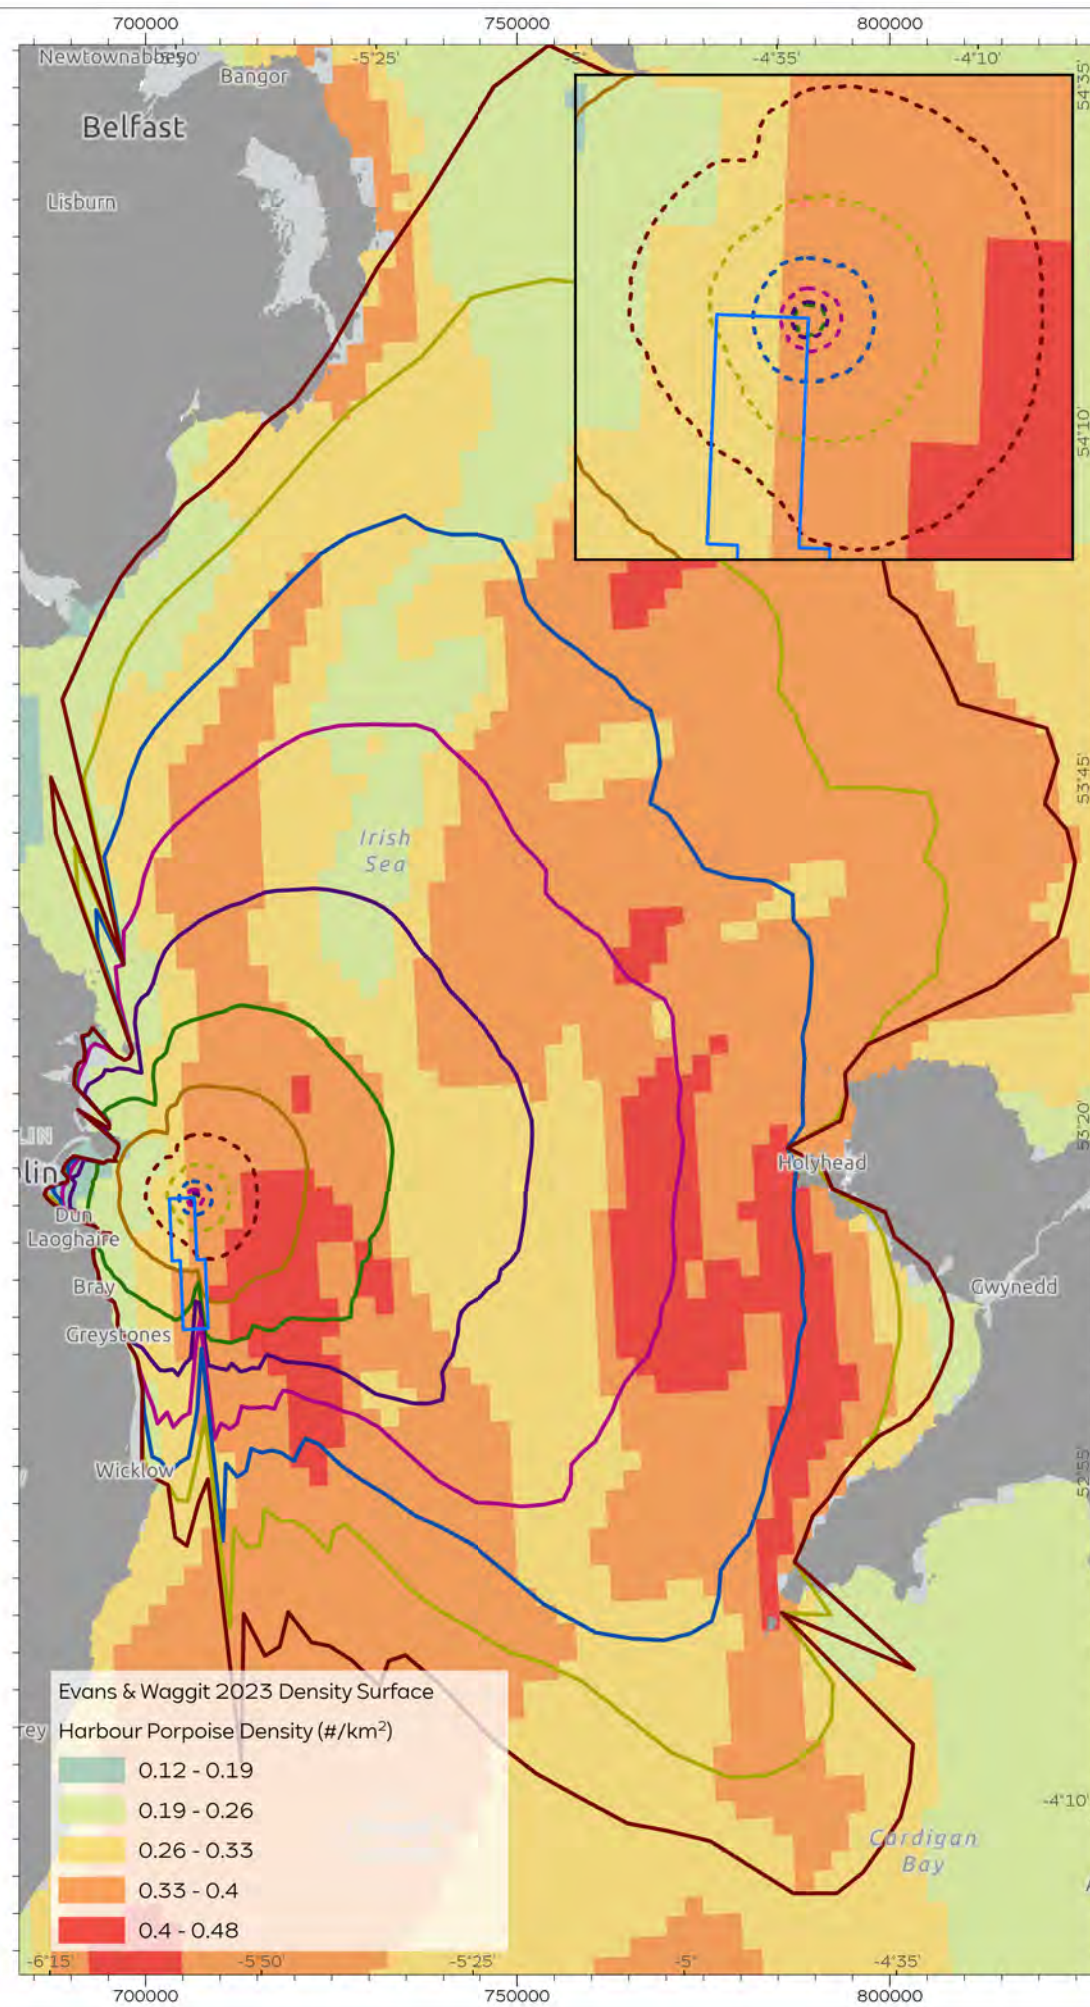 700000 750000 800000
Newtownabbey -5°25' -4°35' -4°10'
Bangor
54°35'
Belfast
Lisburn
54°10'
53°45'
Irish
Sea
53°20'
LIN
lin
Holyhead
Dun
Laoghaire
Bray
Gwynedd
Greystones
Wicklow
52°55'
Evans & Waggit 2023 Density Surface
Harbour Porpoise Density (#/km²)
0.12 - 0.19
0.19 - 0.26
0.26 - 0.33
0.33 - 0.4
0.4 - 0.48
-4°10'
Cardigan
Bay
-6°15' -5°50' -5°25' -5° -4°35'
700000 750000 800000